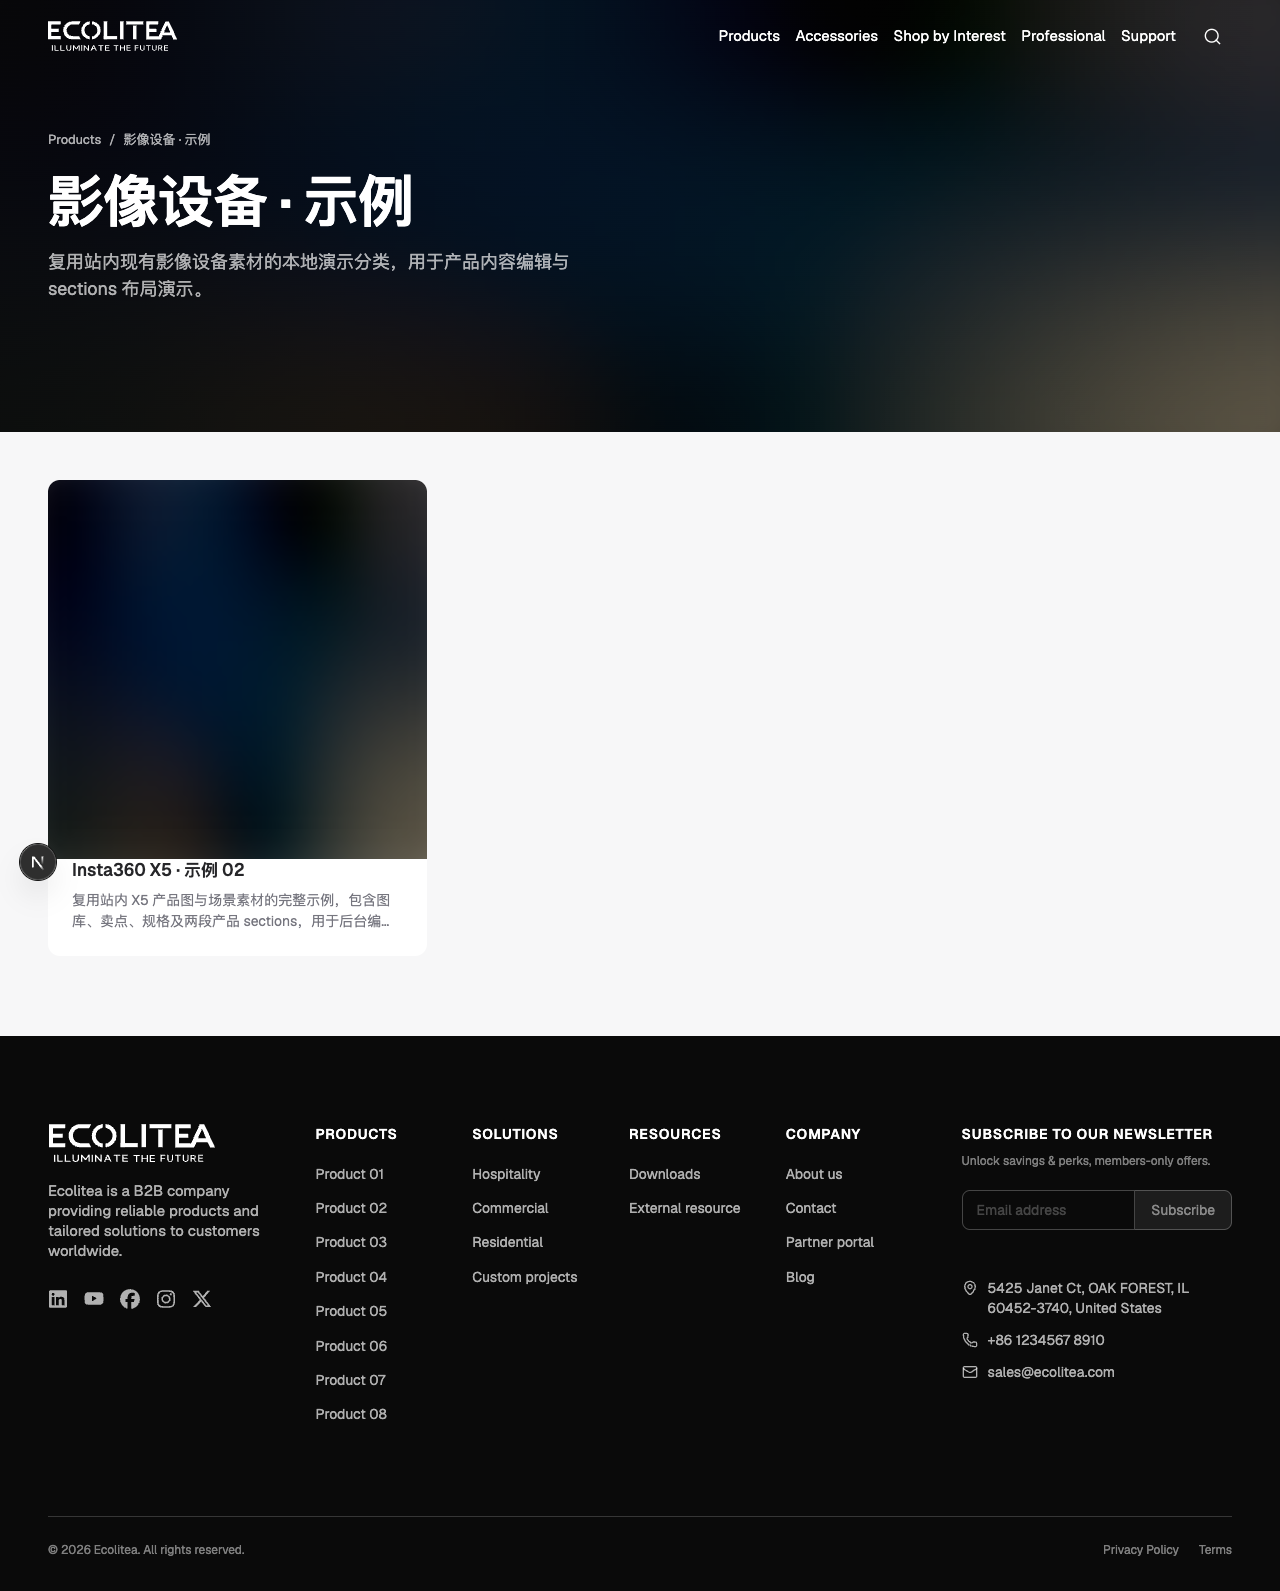 ECOLITEA
ILLUMINATE THE FUTURE
Products Accessories Shop by Interest Professional Support
Products / 影像设备 · 示例
影像设备 · 示例
复用站内现有影像设备素材的本地演示分类，用于产品内容编辑与
sections 布局演示。
N
Insta360 X5 · 示例 02
复用站内 X5 产品图与场景素材的完整示例，包含图
库、卖点、规格及两段产品 sections，用于后台编...
ECOLITEA
ILLUMINATE THE FUTURE
Ecolitea is a B2B company
providing reliable products and
tailored solutions to customers
worldwide.
PRODUCTS
Product 01
Product 02
Product 03
Product 04
Product 05
Product 06
Product 07
Product 08
SOLUTIONS
Hospitality
Commercial
Residential
Custom projects
RESOURCES
Downloads
External resource
COMPANY
About us
Contact
Partner portal
Blog
SUBSCRIBE TO OUR NEWSLETTER
Unlock savings & perks, members-only offers.
Email address Subscribe
5425 Janet Ct, OAK FOREST, IL
60452-3740, United States
+86 1234567 8910
sales@ecolitea.com
© 2026 Ecolitea. All rights reserved.
Privacy Policy Terms